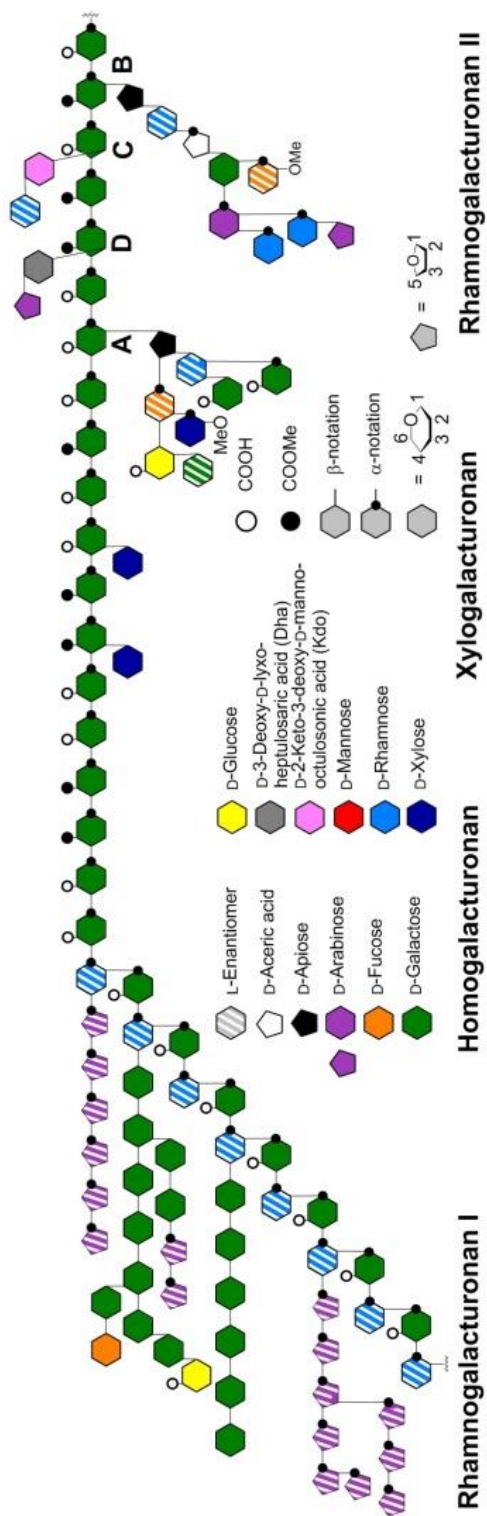 B
C
D
A
OMe
MeO
L-Enantiomer
D-Aceric acid
D-Apiose
D-Arabinose
D-Fucose
D-Galactose
D-Glucose
D-3-Deoxy-D-lyxo-
heptulosaric acid (Dha)
D-2-Keto-3-deoxy-D-manno-
octulosonic acid (Kdo)
D-Mannose
D-Rhamnose
D-Xylose
COOH
COOMe
β-notation
α-notation
= 4 6 O 1
3 2
= 5 O 1
3 2
Rhamnogalacturonan I
Homogalacturonan
Xylogalacturonan
Rhamnogalacturonan II